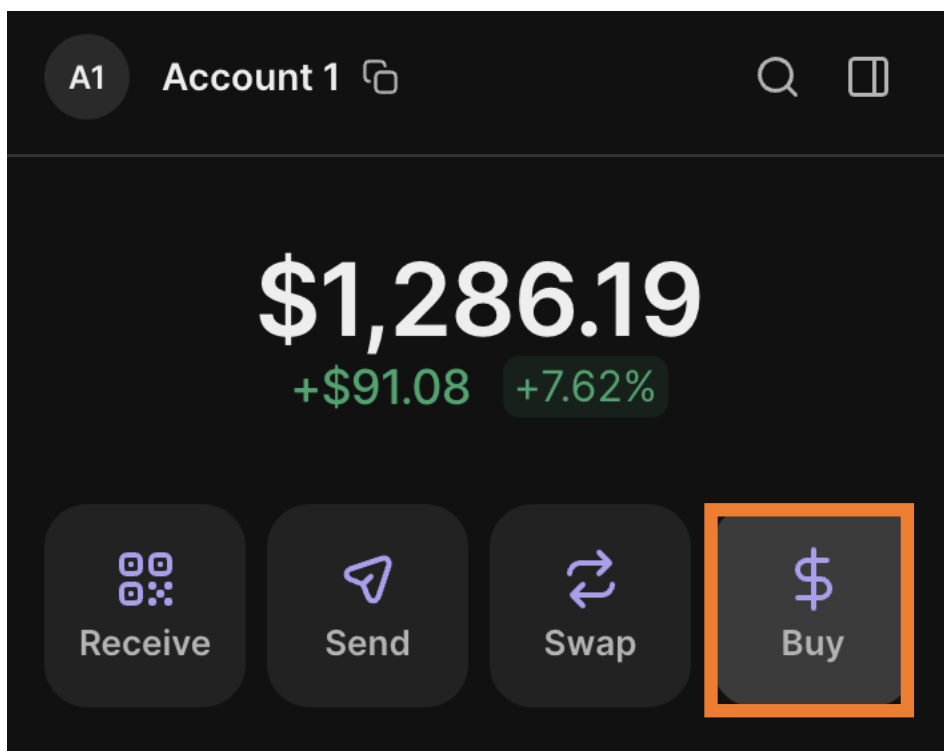 A1 Account 1
$1,286.19
+$91.08 +7.62%
Receive Send Swap Buy